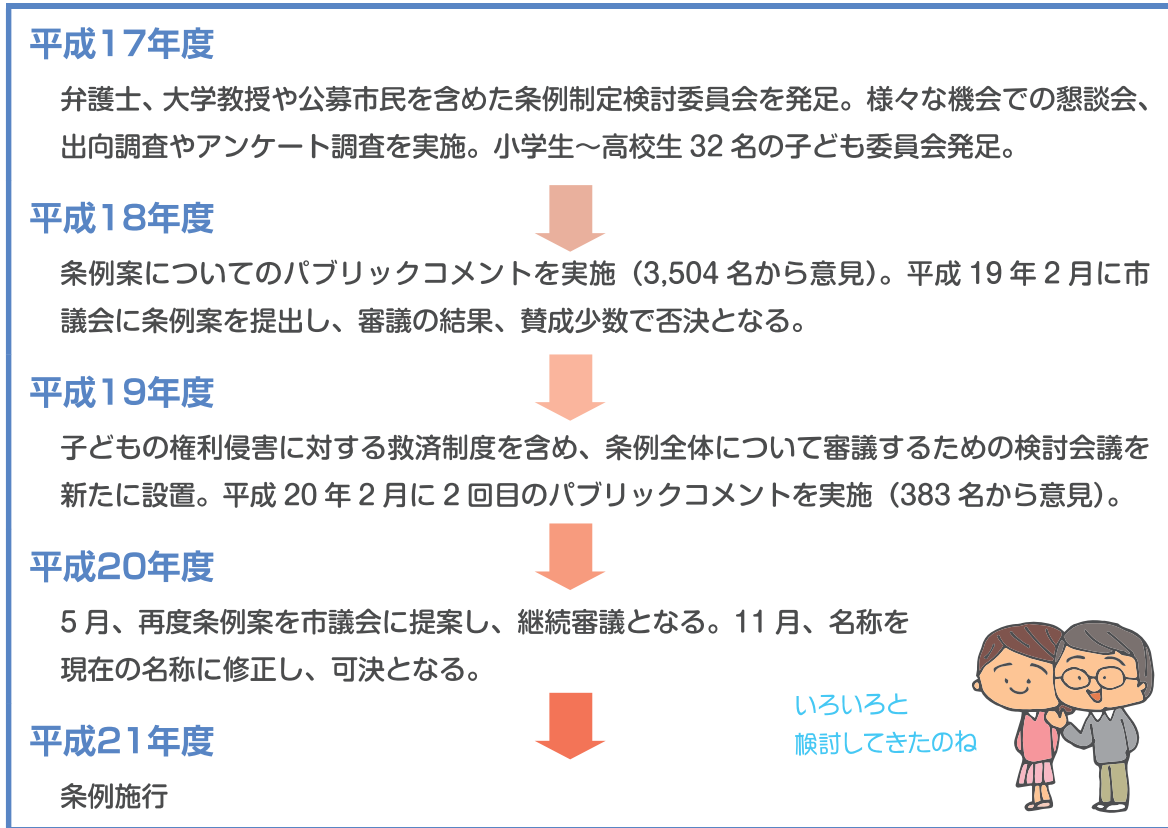 平成17年度
弁護士、大学教授や公募市民を含めた条例制定検討委員会を発足。様々な機会での懇談会、
出向調査やアンケート調査を実施。小学生～高校生 32 名の子ども委員会発足。
平成18年度
条例案についてのパブリックコメントを実施（3,504 名から意見）。平成 19 年 2 月に市
議会に条例案を提出し、審議の結果、賛成少数で否決となる。
平成19年度
子どもの権利侵害に対する救済制度を含め、条例全体について審議するための検討会議を
新たに設置。平成 20 年 2 月に 2 回目のパブリックコメントを実施（383 名から意見）。
平成20年度
5 月、再度条例案を市議会に提案し、継続審議となる。11 月、名称を
現在の名称に修正し、可決となる。
いろいろと
検討してきたのね
平成21年度
条例施行